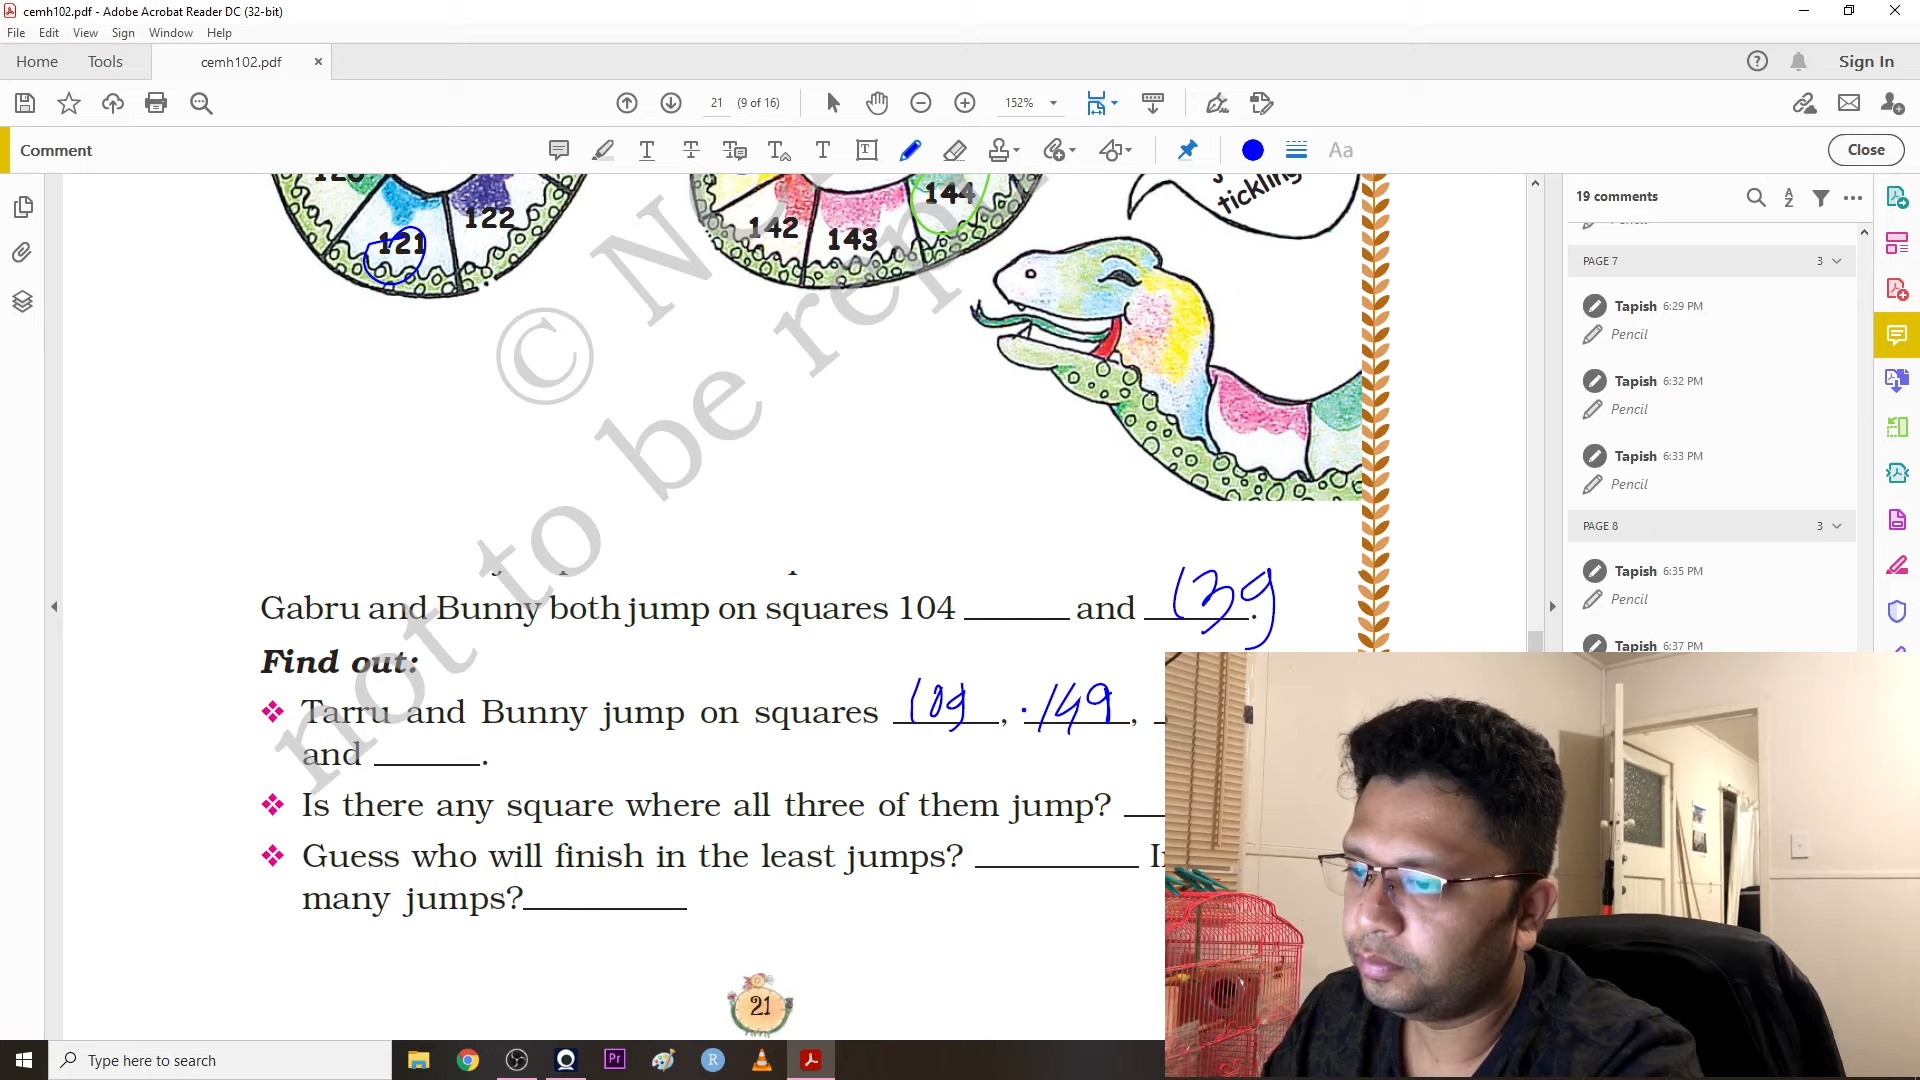 cemh102.pdf - Adobe Acrobat Reader DC (32-bit)
File Edit View Sign Window Help
Home Tools cemh102.pdf × Sign In
21 (9 of 16) 152%
Comment Aa Close
121 122 142 143 144
tickling
19 comments
PAGE 7 3
Tapish 6:29 PM
Pencil
Tapish 6:32 PM
Pencil
Tapish 6:33 PM
Pencil
PAGE 8 3
Tapish 6:35 PM
Pencil
Tapish 6:37 PM
© N
not to be rep
Gabru and Bunny both jump on squares 104 ______ and 139.
Find out:
❖ Tarru and Bunny jump on squares 109, 149,
and ______.
❖ Is there any square where all three of them jump?
❖ Guess who will finish in the least jumps? ______
many jumps? ______
21
Type here to search